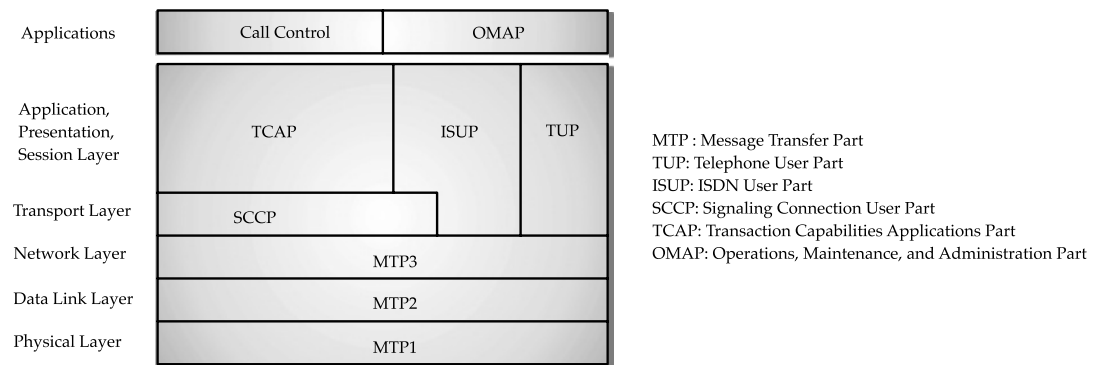 Applications
Call Control
OMAP
Application,
Presentation,
Session Layer
TCAP
ISUP
TUP
Transport Layer
SCCP
Network Layer
MTP3
Data Link Layer
MTP2
Physical Layer
MTP1
MTP : Message Transfer Part
TUP: Telephone User Part
ISUP: ISDN User Part
SCCP: Signaling Connection User Part
TCAP: Transaction Capabilities Applications Part
OMAP: Operations, Maintenance, and Administration Part